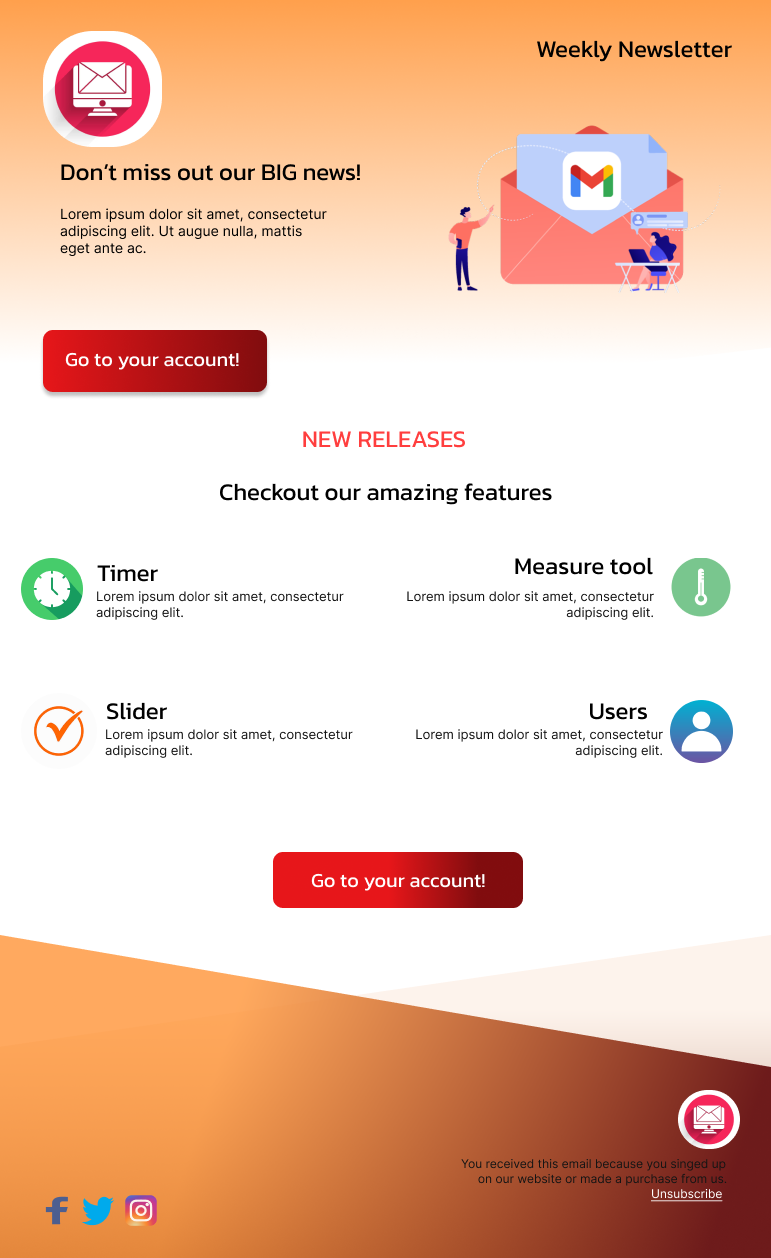 Weekly Newsletter
Don’t miss out our BIG news!
Lorem ipsum dolor sit amet, consectetur
adipiscing elit. Ut augue nulla, mattis
eget ante ac.
Go to your account!
NEW RELEASES
Checkout our amazing features
Timer
Lorem ipsum dolor sit amet, consectetur
adipiscing elit.
Measure tool
Lorem ipsum dolor sit amet, consectetur
adipiscing elit.
Slider
Lorem ipsum dolor sit amet, consectetur
adipiscing elit.
Users
Lorem ipsum dolor sit amet, consectetur
adipiscing elit.
Go to your account!
You received this email because you singed up
on our website or made a purchase from us.
Unsubscribe